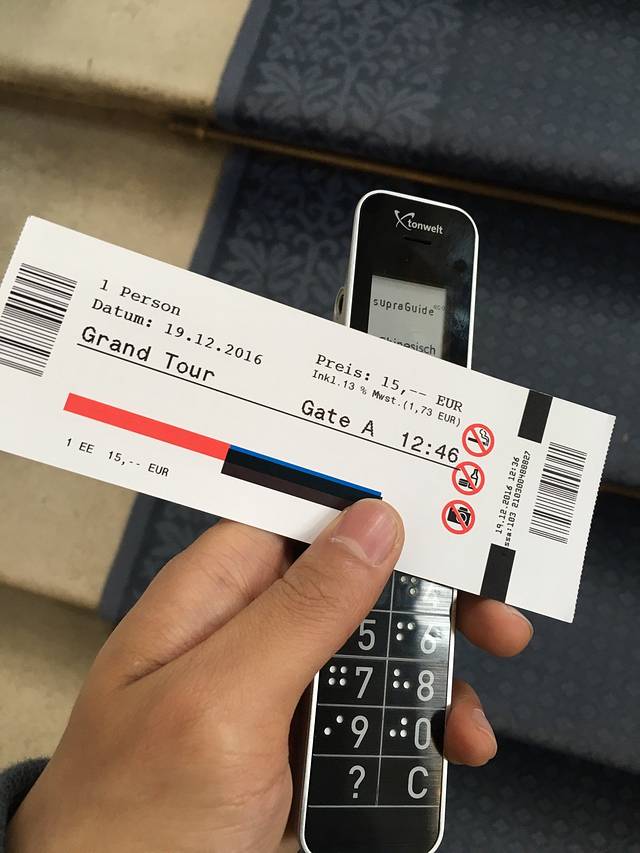 tonwelt
supraGuide eco
1 Person
Datum: 19.12.2016
Grand Tour
Preis: 15,-- EUR
Inkl.13 % Mwst.(1,73 EUR)
Gate A 12:46
1 EE 15,-- EUR
19.12.2016 12:36
5 6
7 8
9 0
? C